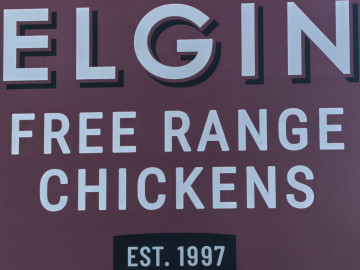 ELGIN
FREE RANGE
CHICKENS
EST. 1997